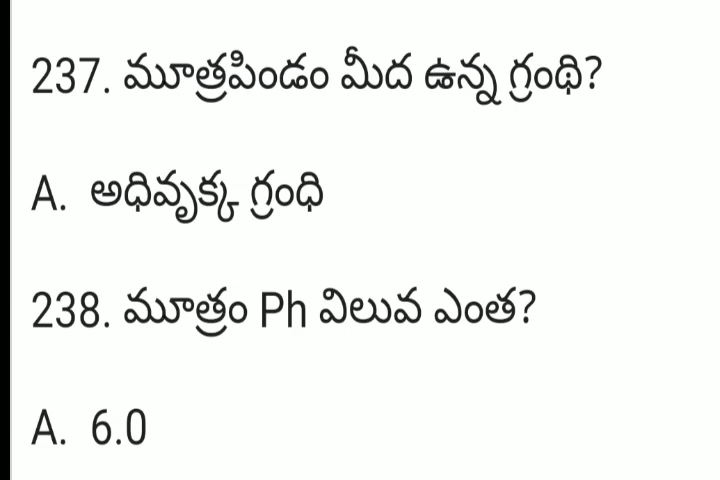 237. మూత్రపిండం మీద ఉన్న గ్రంథి?
A. అధివృక్క గ్రంధి
238. మూత్రం Ph విలువ ఎంత?
A. 6.0